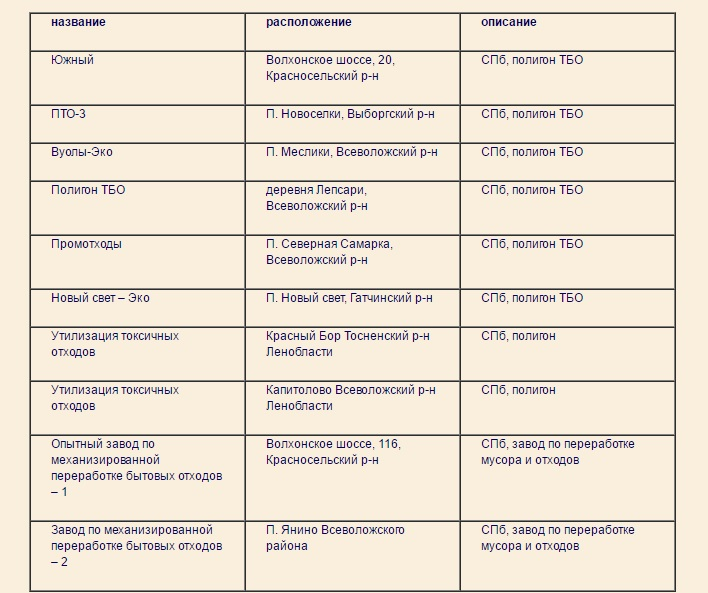 название расположение описание
Южный Волхонское шоссе, 20, СПб, полигон ТБО
Красносельский р-н
ПТО-3 П. Новоселки, Выборгский р-н СПб, полигон ТБО
Вуолы-Эко П. Меслики, Всеволожский р-н СПб, полигон ТБО
Полигон ТБО деревня Лепсари, СПб, полигон ТБО
Всеволожский р-н
Промотходы П. Северная Самарка, СПб, полигон ТБО
Всеволожский р-н
Новый свет – Эко П. Новый свет, Гатчинский р-н СПб, полигон ТБО
Утилизация токсичных Красный Бор Тосненский р-н СПб, полигон
отходов Ленобласти
Утилизация токсичных Капитолово Всеволожский р-н СПб, полигон
отходов Ленобласти
Опытный завод по Волхонское шоссе, 116, СПб, завод по переработке
механизированной Красносельский р-н мусора и отходов
переработке бытовых отходов
– 1
Завод по механизированной П. Янино Всеволожского СПб, завод по переработке
переработке бытовых отходов района мусора и отходов
– 2